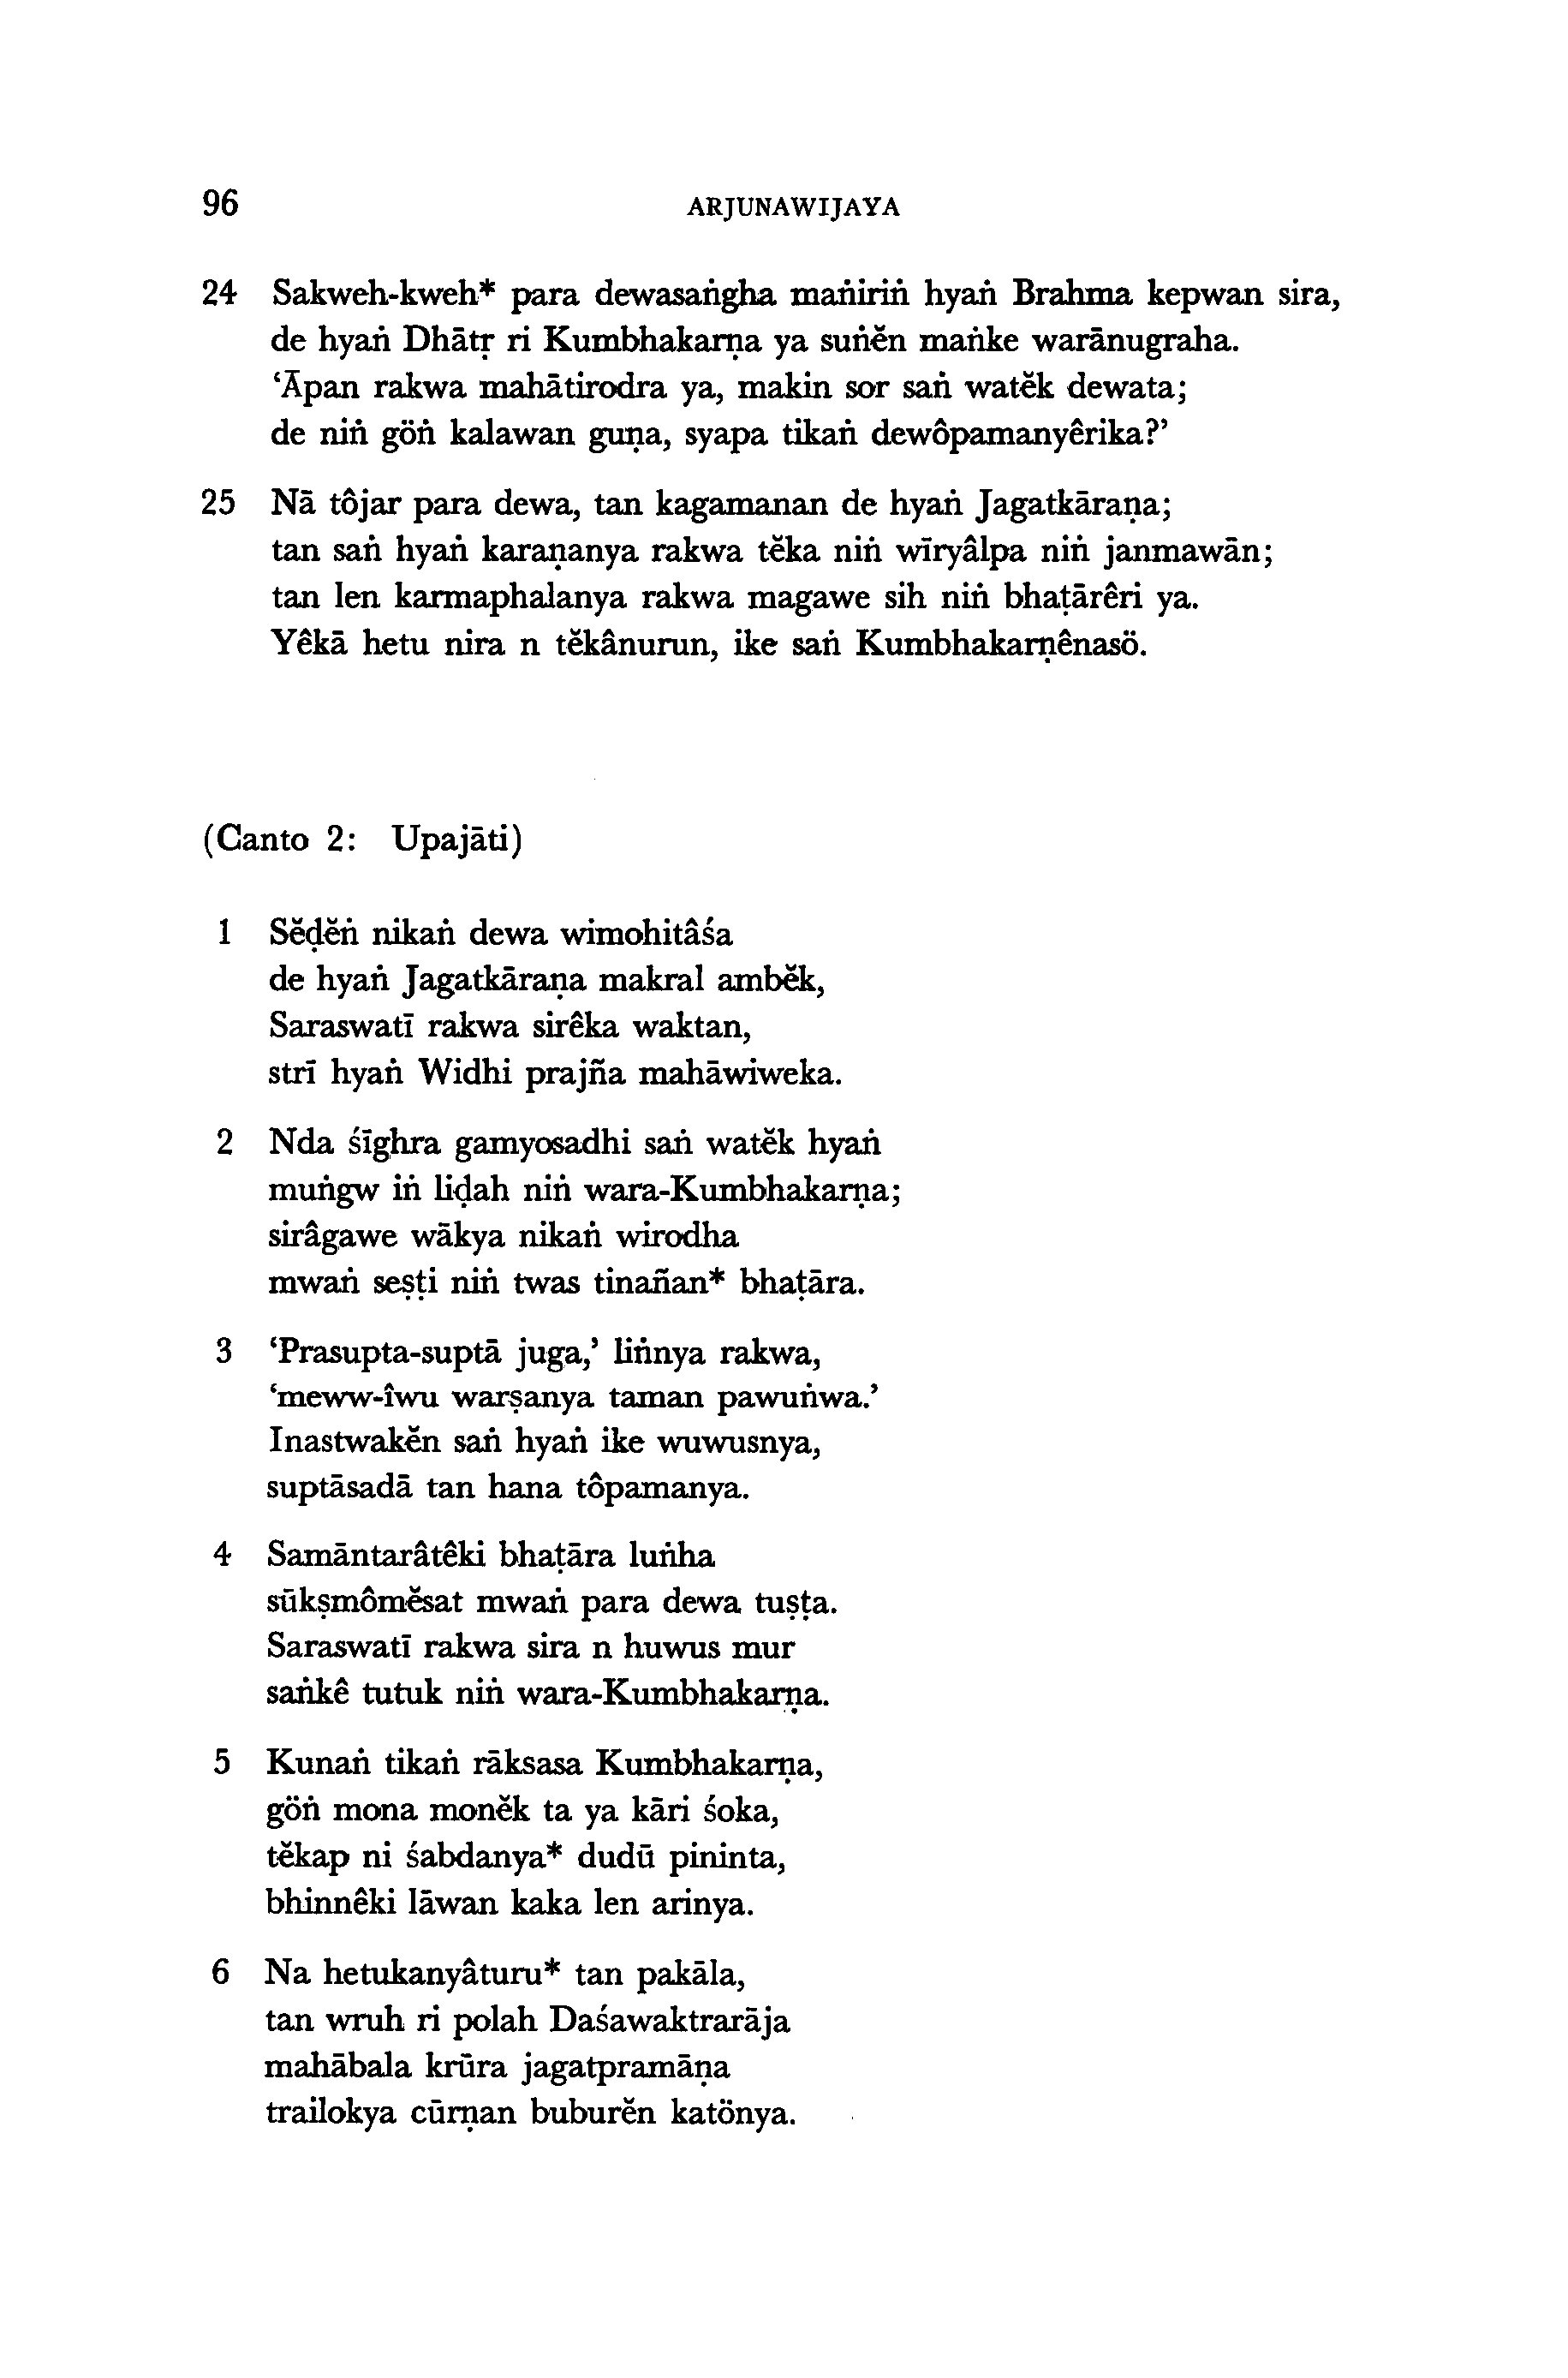 96 ARJUNAWIJAYA
24 Sakweh-kweh* para dewasaṅgha maṅiriṅ hyaṅ Brahma kepwan sira,
de hyaṅ Dhātṛ ri Kumbhakarṇa ya suṅĕn maṅke warānugraha.
‘Āpan rakwa mahātirodra ya, makin sor saṅ watĕk dewata;
de niṅ göṅ kalawan guṇa, syapa tikaṅ dewôpamanyêrika?’
25 Nā tôjar para dewa, tan kagamanan de hyaṅ Jagatkāraṇa;
tan saṅ hyaṅ karaṇanya rakwa tĕka niṅ wīryâlpa niṅ janmawān;
tan len karmaphalanya rakwa magawe sih niṅ bhaṭārêri ya.
Yêkā hetu nira n tĕkânurun, ike saṅ Kumbhakarṇênasö.
(Canto 2: Upajāti)
1 Sĕḍĕṅ nikaṅ dewa wimohitâśa
de hyaṅ Jagatkāraṇa makral ambĕk,
Saraswatī rakwa sirêka waktan,
strī hyaṅ Widhi prajña mahāwiweka.
2 Nda śīghra gamyosadhi saṅ watĕk hyaṅ
muṅgw iṅ liḍah niṅ wara-Kumbhakarṇa;
sirâgawe wākya nikaṅ wirodha
mwaṅ seṣṭi niṅ twas tinañan* bhaṭāra.
3 ‘Prasupta-suptā juga,’ liṅnya rakwa,
‘meww-îwu warṣanya taman pawuṅwa.’
Inastwakĕn saṅ hyaṅ ike wuwusnya,
suptāsadā tan hana tôpamanya.
4 Samāntarâtêki bhaṭāra luṅha
sūkṣmômĕsat mwaṅ para dewa tuṣṭa.
Saraswatī rakwa sira n huwus mur
saṅkê tutuk niṅ wara-Kumbhakarṇa.
5 Kunaṅ tikaṅ rāksasa Kumbhakarṇa,
göṅ mona monĕk ta ya kāri śoka,
tĕkap ni śabdanya* dudū pininta,
bhinnêki lāwan kaka len arinya.
6 Na hetukanyâturu* tan pakāla,
tan wruh ri polah Daśawaktrarāja
mahābala krūra jagatpramāṇa
trailokya cūrṇan buburĕn katönya.